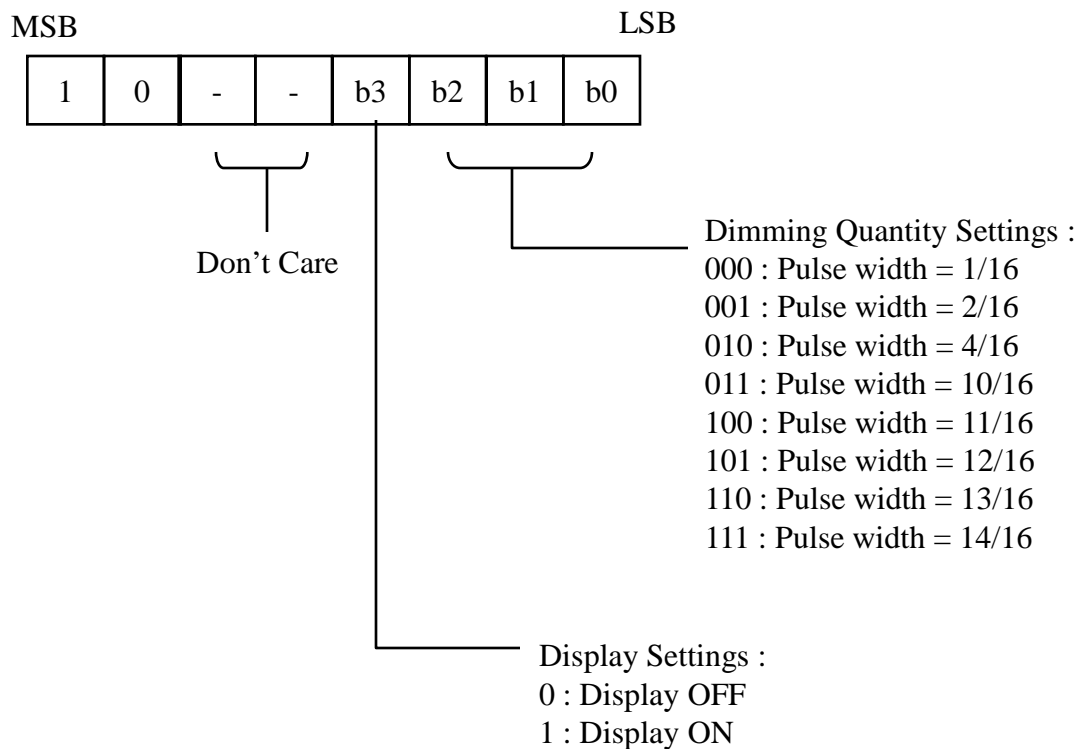 MSB LSB
1 0 - - b3 b2 b1 b0
Don’t Care
Dimming Quantity Settings :
000 : Pulse width = 1/16
001 : Pulse width = 2/16
010 : Pulse width = 4/16
011 : Pulse width = 10/16
100 : Pulse width = 11/16
101 : Pulse width = 12/16
110 : Pulse width = 13/16
111 : Pulse width = 14/16
Display Settings :
0 : Display OFF
1 : Display ON